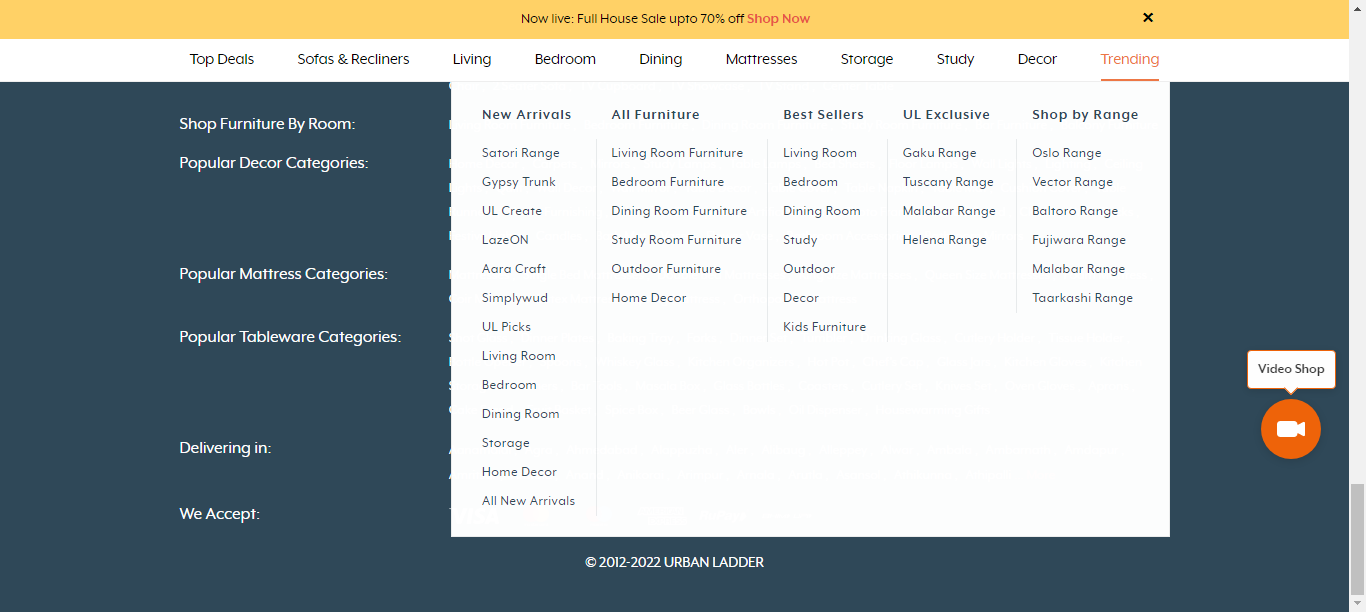 Now live: Full House Sale upto 70% off Shop Now ✕
Top Deals Sofas & Recliners Living Bedroom Dining Mattresses Storage Study Decor Trending
Shop Furniture By Room:
Popular Decor Categories:
Popular Mattress Categories:
Popular Tableware Categories:
Delivering in:
We Accept:
New Arrivals
Satori Range
Gypsy Trunk
UL Create
LazeON
Aara Craft
Simplywud
UL Picks
Living Room
Bedroom
Dining Room
Storage
Home Decor
All New Arrivals
All Furniture
Living Room Furniture
Bedroom Furniture
Dining Room Furniture
Study Room Furniture
Outdoor Furniture
Home Decor
Best Sellers
Living Room
Bedroom
Dining Room
Study
Outdoor
Decor
Kids Furniture
UL Exclusive
Gaku Range
Tuscany Range
Malabar Range
Helena Range
Shop by Range
Oslo Range
Vector Range
Baltoro Range
Fujiwara Range
Malabar Range
Taarkashi Range
Video Shop
© 2012-2022 URBAN LADDER